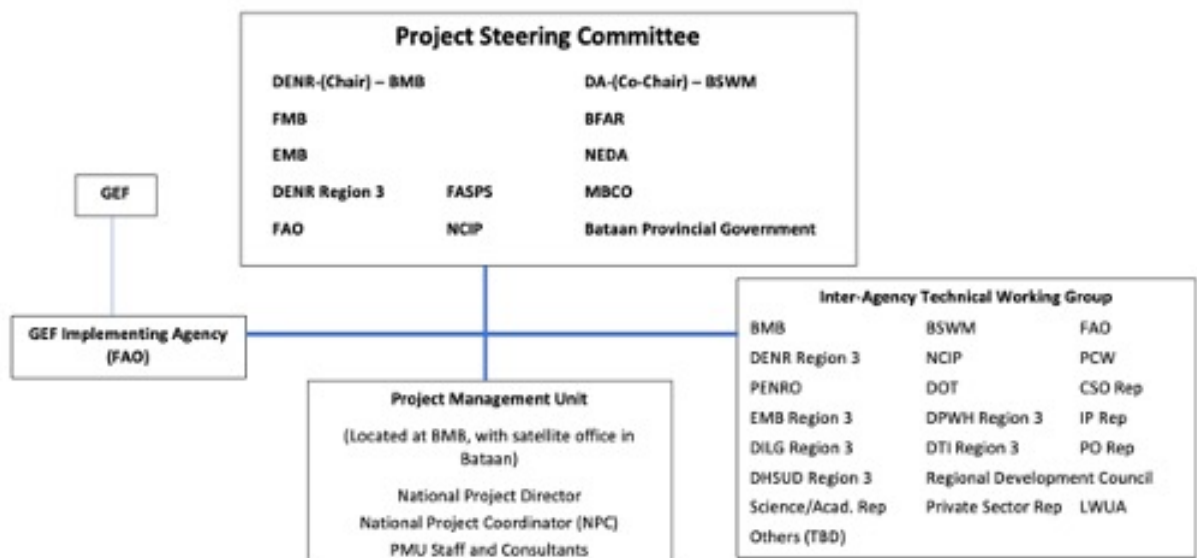 Project Steering Committee
DENR-(Chair) – BMB DA-(Co-Chair) – BSWM
FMB BFAR
EMB NEDA
DENR Region 3 FASPS MBCO
FAO NCIP Bataan Provincial Government
GEF
GEF Implementing Agency
(FAO)
Inter-Agency Technical Working Group
BMB BSWM FAO
DENR Region 3 NCIP PCW
PENRO DOT CSO Rep
EMB Region 3 DPWH Region 3 IP Rep
DILG Region 3 DTI Region 3 PO Rep
DHSUD Region 3 Regional Development Council
Science/Acad. Rep Private Sector Rep LWUA
Others (TBD)
Project Management Unit
(Located at BMB, with satellite office in
Bataan)
National Project Director
National Project Coordinator (NPC)
PMU Staff and Consultants